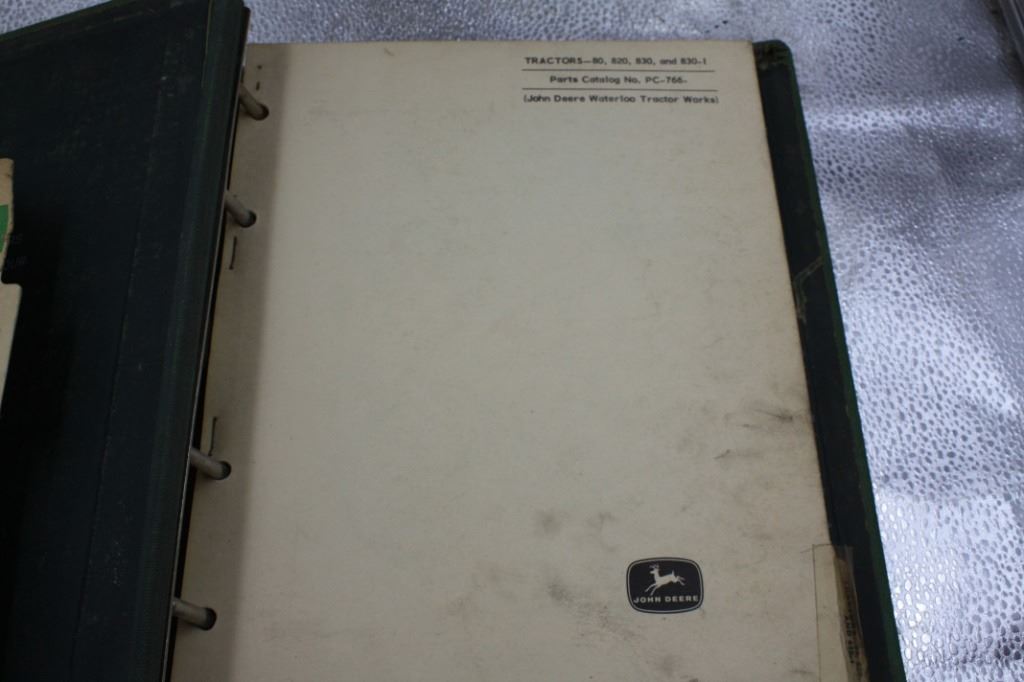 TRACTORS—80, 820, 830, and 830-I
Parts Catalog No. PC-766-
(John Deere Waterloo Tractor Works)
JOHN DEERE